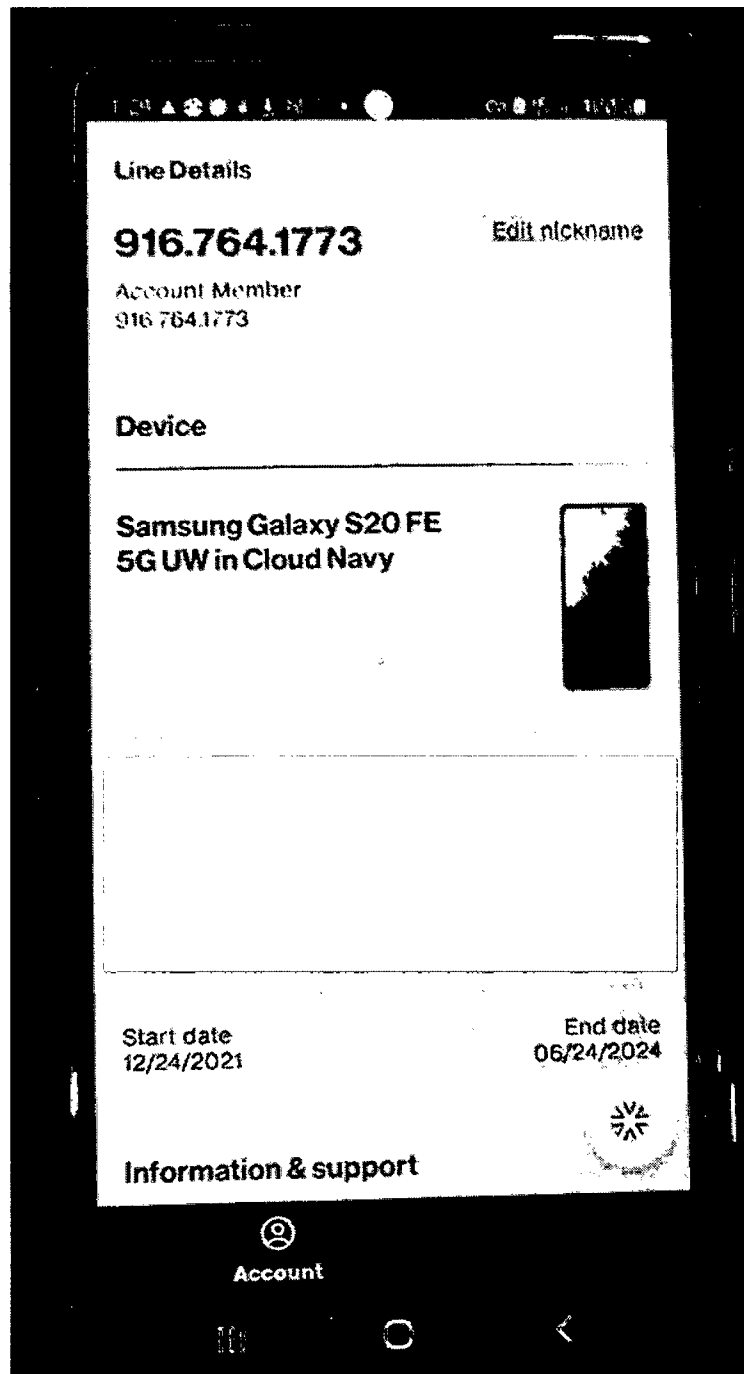 Line Details
916.764.1773
Edit nickname
Account Member
916 764.1773
Device
Samsung Galaxy S20 FE
5G UW in Cloud Navy
Start date
12/24/2021
End date
06/24/2024
Information & support
Account